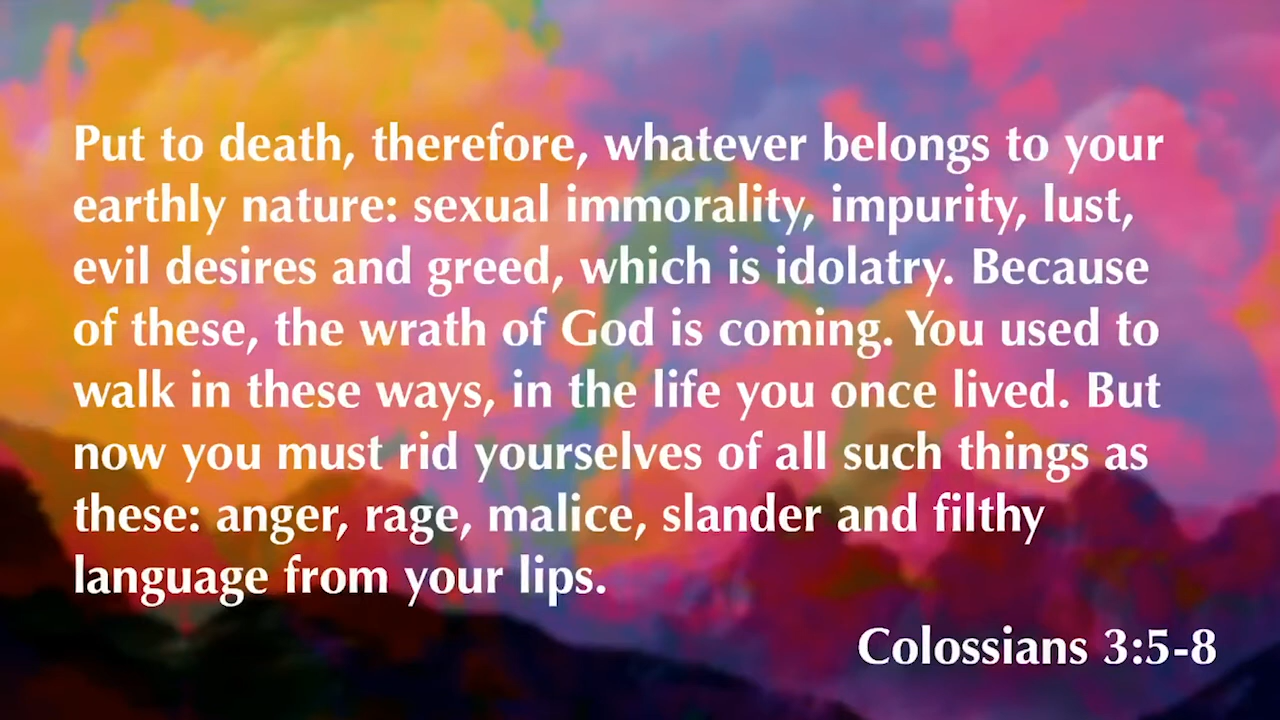 Put to death, therefore, whatever belongs to your
earthly nature: sexual immorality, impurity, lust,
evil desires and greed, which is idolatry. Because
of these, the wrath of God is coming. You used to
walk in these ways, in the life you once lived. But
now you must rid yourselves of all such things as
these: anger, rage, malice, slander and filthy
language from your lips.
Colossians 3:5-8